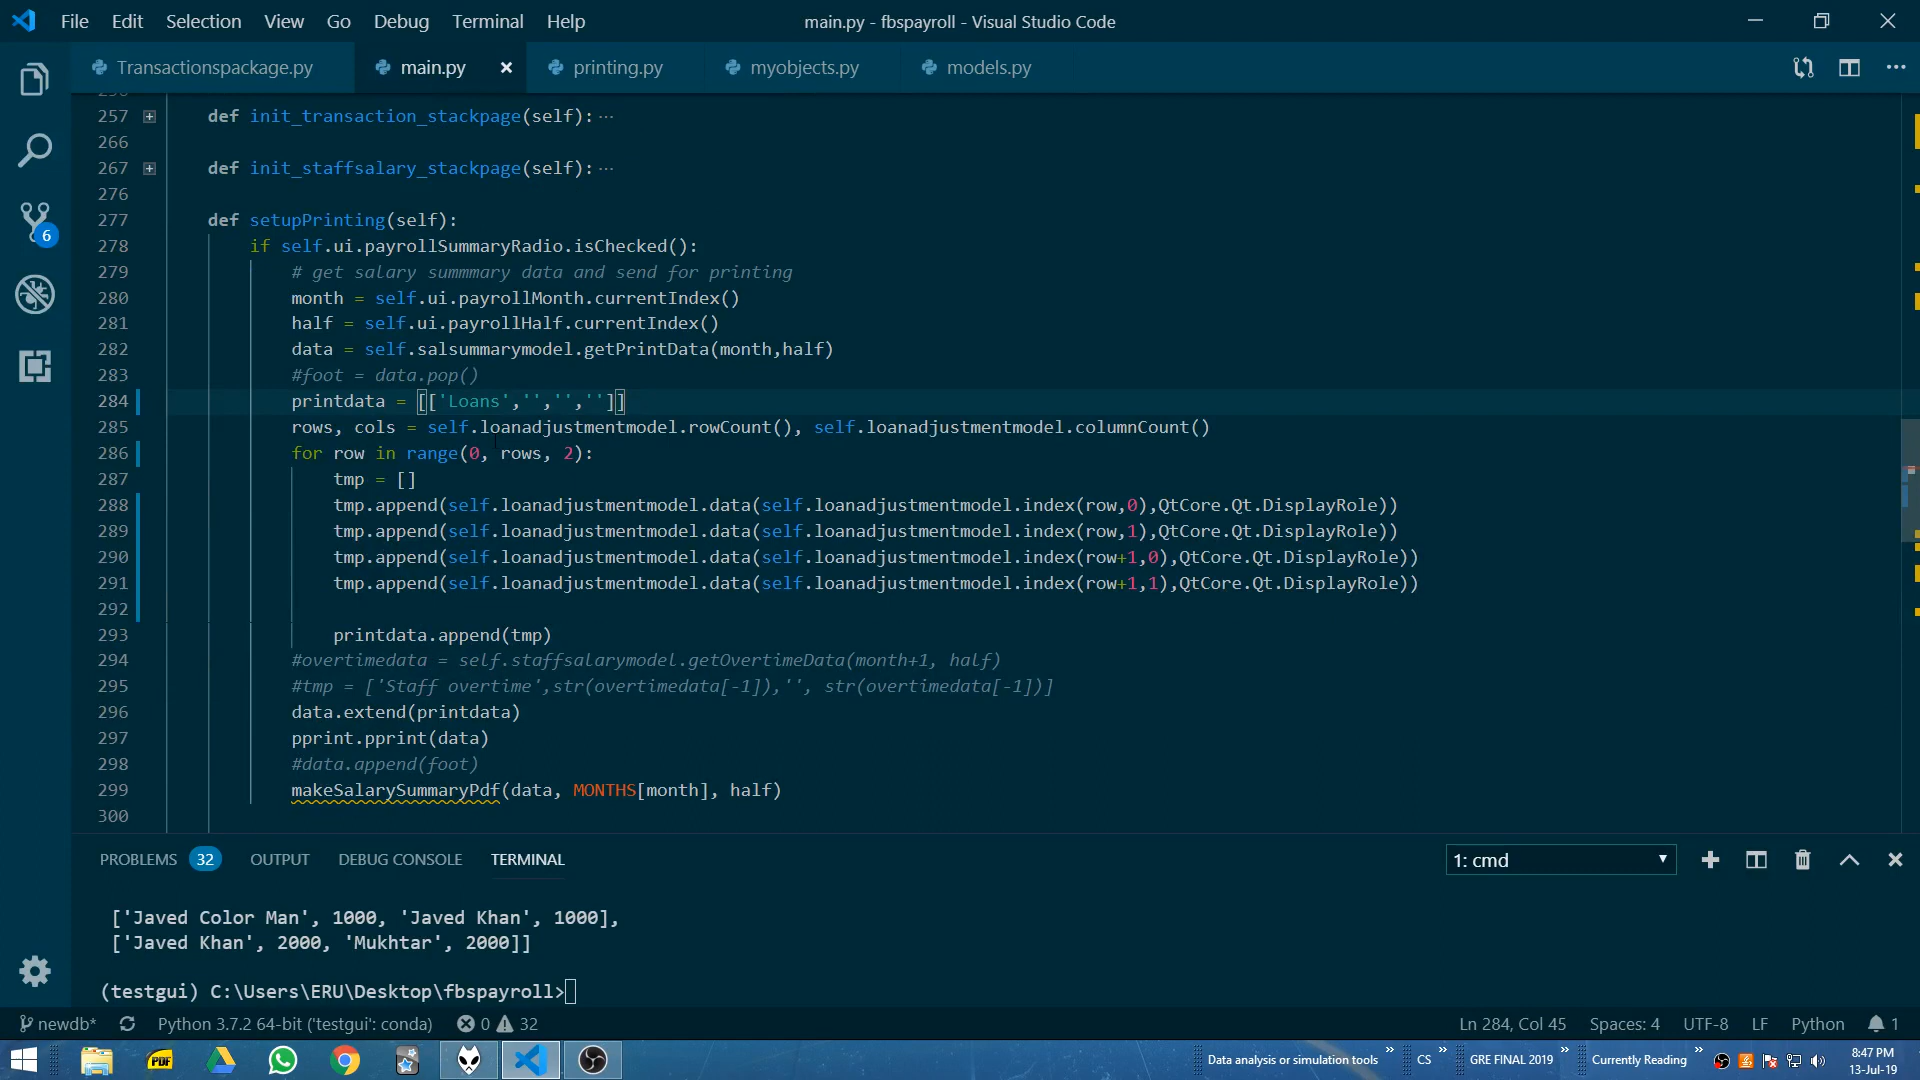 File Edit Selection View Go Debug Terminal Help main.py - fbspayroll - Visual Studio Code
Transactionspackage.py main.py × printing.py myobjects.py models.py
257 def init_transaction_stackpage(self):···
266
267 def init_staffsalary_stackpage(self):···
276
277 def setupPrinting(self):
278 if self.ui.payrollSummaryRadio.isChecked():
279 # get salary summmary data and send for printing
280 month = self.ui.payrollMonth.currentIndex()
281 half = self.ui.payrollHalf.currentIndex()
282 data = self.salsummarymodel.getPrintData(month,half)
283 #foot = data.pop()
284 printdata = [['Loans','','','']]
285 rows, cols = self.loanadjustmentmodel.rowCount(), self.loanadjustmentmodel.columnCount()
286 for row in range(0, rows, 2):
287 tmp = []
288 tmp.append(self.loanadjustmentmodel.data(self.loanadjustmentmodel.index(row,0),QtCore.Qt.DisplayRole))
289 tmp.append(self.loanadjustmentmodel.data(self.loanadjustmentmodel.index(row,1),QtCore.Qt.DisplayRole))
290 tmp.append(self.loanadjustmentmodel.data(self.loanadjustmentmodel.index(row+1,0),QtCore.Qt.DisplayRole))
291 tmp.append(self.loanadjustmentmodel.data(self.loanadjustmentmodel.index(row+1,1),QtCore.Qt.DisplayRole))
292
293 printdata.append(tmp)
294 #overtimedata = self.staffsalarymodel.getOvertimeData(month+1, half)
295 #tmp = ['Staff overtime',str(overtimedata[-1]),'', str(overtimedata[-1])]
296 data.extend(printdata)
297 pprint.pprint(data)
298 #data.append(foot)
299 makeSalarySummaryPdf(data, MONTHS[month], half)
300
6
PROBLEMS 32 OUTPUT DEBUG CONSOLE TERMINAL 1: cmd
['Javed Color Man', 1000, 'Javed Khan', 1000],
['Javed Khan', 2000, 'Mukhtar', 2000]]
(testgui) C:\Users\ERU\Desktop\fbspayroll>
newdb* Python 3.7.2 64-bit ('testgui': conda) 0 32 Ln 284, Col 45 Spaces: 4 UTF-8 LF Python 1
PDF Data analysis or simulation tools » CS » GRE FINAL 2019 » Currently Reading » 8:47 PM
13-Jul-19